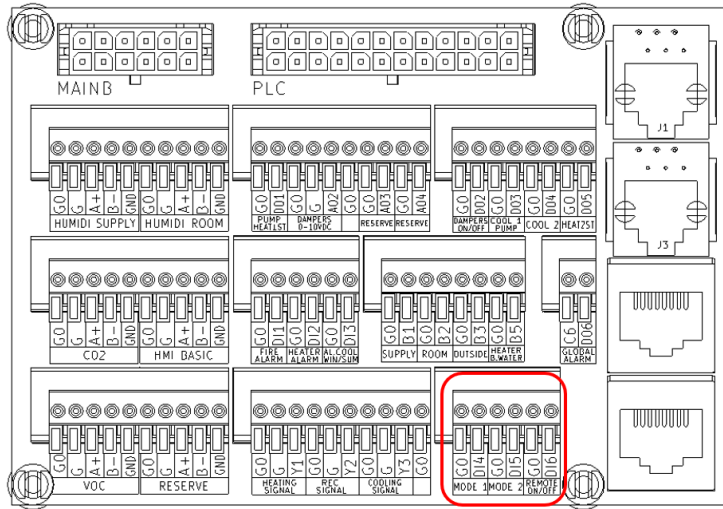 MAINB PLC
J1
G0 G A+ B- GND G0 G A+ B- GND
HUMIDI SUPPLY HUMIDI ROOM
G0 DO1 G0 G AO2 G0 AO3 G0 AO4
PUMP HEAT1ST DAMPERS 0-10VDC RESERVE RESERVE
G0 DO2 G0 DO3 G0 DO4 G0 DO5
DAMPERS ON/OFF COOL 1 PUMP COOL 2 HEAT2ST
J3
G0 G A+ B- GND G0 G A+ B- GND
CO2 HMI BASIC
G0 DI1 G0 DI2 G0 DI3
FIRE ALARM HEATER ALARM AL.COOL WIN/SUM
G0 B1 G0 B2 G0 B3 G0 B5
SUPPLY ROOM OUTSIDE HEATER B.WATER
C6 DO6
GLOBAL ALARM
G0 G A+ B- GND G0 G A+ B- GND
VOC RESERVE
G0 G Y1 G0 G Y2 G0 G Y3 G0
HEATING SIGNAL REC SIGNAL COOLING SIGNAL
G0 DI4 G0 DI5 G0 DI6
MODE 1 MODE 2 REMOTE ON/OFF